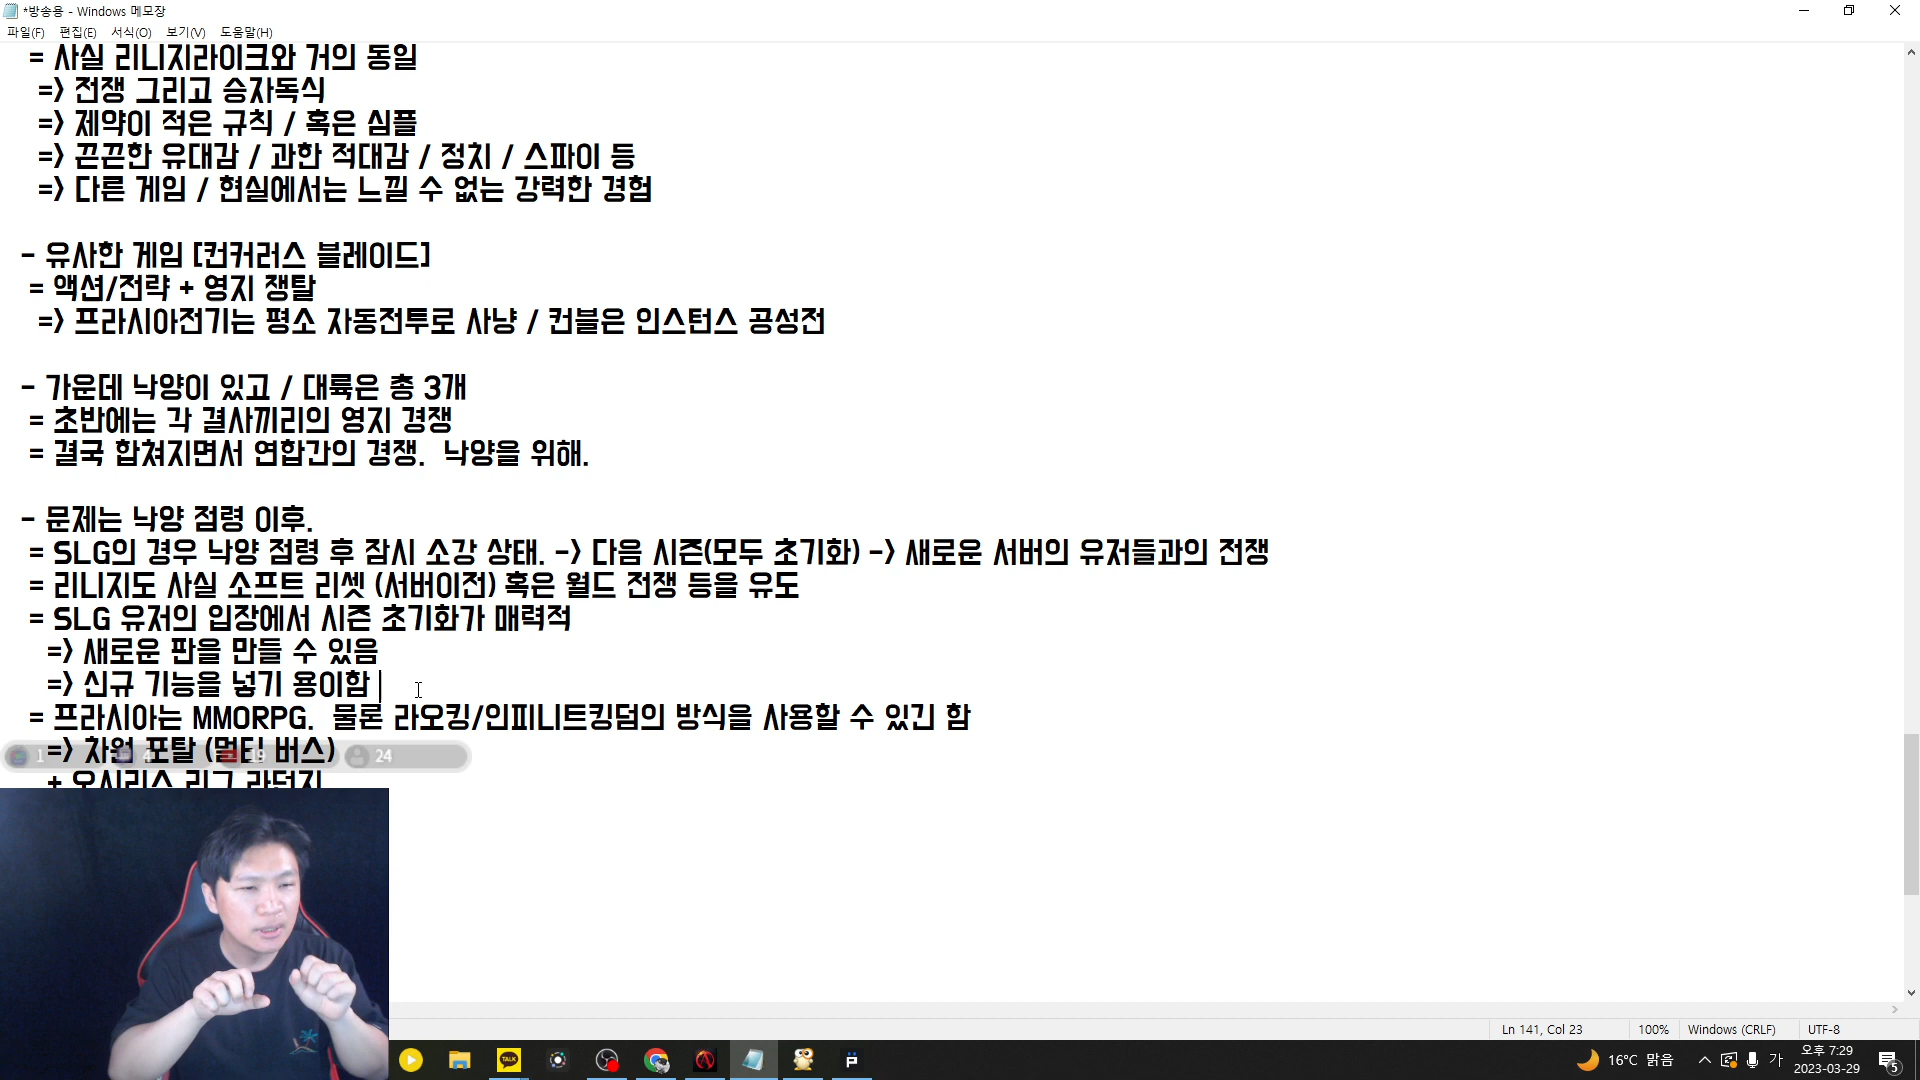 *방송용 - Windows 메모장
파일(F) 편집(E) 서식(O) 보기(V) 도움말(H)
= 사실 리니지라이크와 거의 동일
=> 전쟁 그리고 승자독식
=> 제약이 적은 규칙 / 혹은 심플
=> 끈끈한 유대감 / 과한 적대감 / 정치 / 스파이 등
=> 다른 게임 / 현실에서는 느낄 수 없는 강력한 경험
- 유사한 게임 [컨커러스 블레이드]
= 액션/전략 + 영지 쟁탈
=> 프라시아전기는 평소 자동전투로 사냥 / 컨블은 인스턴스 공성전
- 가운데 낙양이 있고 / 대륙은 총 3개
= 초반에는 각 결사끼리의 영지 경쟁
= 결국 합쳐지면서 연합간의 경쟁. 낙양을 위해.
- 문제는 낙양 점령 이후.
= SLG의 경우 낙양 점령 후 잠시 소강 상태. -> 다음 시즌(모두 초기화) -> 새로운 서버의 유저들과의 전쟁
= 리니지도 사실 소프트 리셋 (서버이전) 혹은 월드 전쟁 등을 유도
= SLG 유저의 입장에서 시즌 초기화가 매력적
=> 새로운 판을 만들 수 있음
=> 신규 기능을 넣기 용이함
= 프라시아는 MMORPG. 물론 라오킹/인피니트킹덤의 방식을 사용할 수 있긴 함
=> 차원 포탈 (멀티 버스)
1 4 19 24
+ 오시리스 리그 라던지
Ln 141, Col 23 100% Windows (CRLF) UTF-8
TALK
16°C 맑음 가 오후 7:29
2023-03-29 5